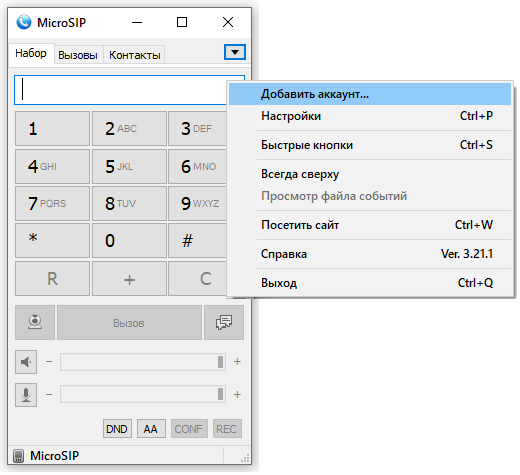 MicroSIP
Набор Вызовы Контакты
Добавить аккаунт...
Настройки Ctrl+P
Быстрые кнопки Ctrl+S
Всегда сверху
Просмотр файла событий
Посетить сайт Ctrl+W
Справка Ver. 3.21.1
Выход Ctrl+Q
1 2 ABC 3 DEF
4 GHI 5 JKL 6 MNO
7 PQRS 8 TUV 9 WXYZ
* 0 #
R + C
Вызов
− +
− +
DND AA CONF REC
MicroSIP